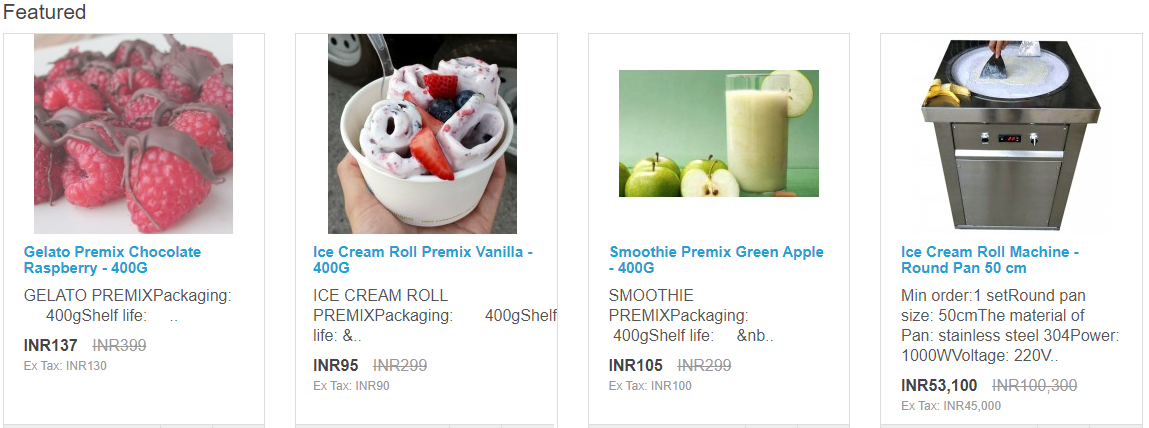 Featured
Gelato Premix Chocolate
Raspberry - 400G
GELATO PREMIXPackaging:
400gShelf life: ..
INR137 INR399
Ex Tax: INR130
Ice Cream Roll Premix Vanilla -
400G
ICE CREAM ROLL
PREMIXPackaging: 400gShelf
life: &..
INR95 INR299
Ex Tax: INR90
Smoothie Premix Green Apple
- 400G
SMOOTHIE
PREMIXPackaging:
400gShelf life: &nb..
INR105 INR299
Ex Tax: INR100
Ice Cream Roll Machine -
Round Pan 50 cm
Min order:1 setRound pan
size: 50cmThe material of
Pan: stainless steel 304Power:
1000WVoltage: 220V..
INR53,100 INR100,300
Ex Tax: INR45,000